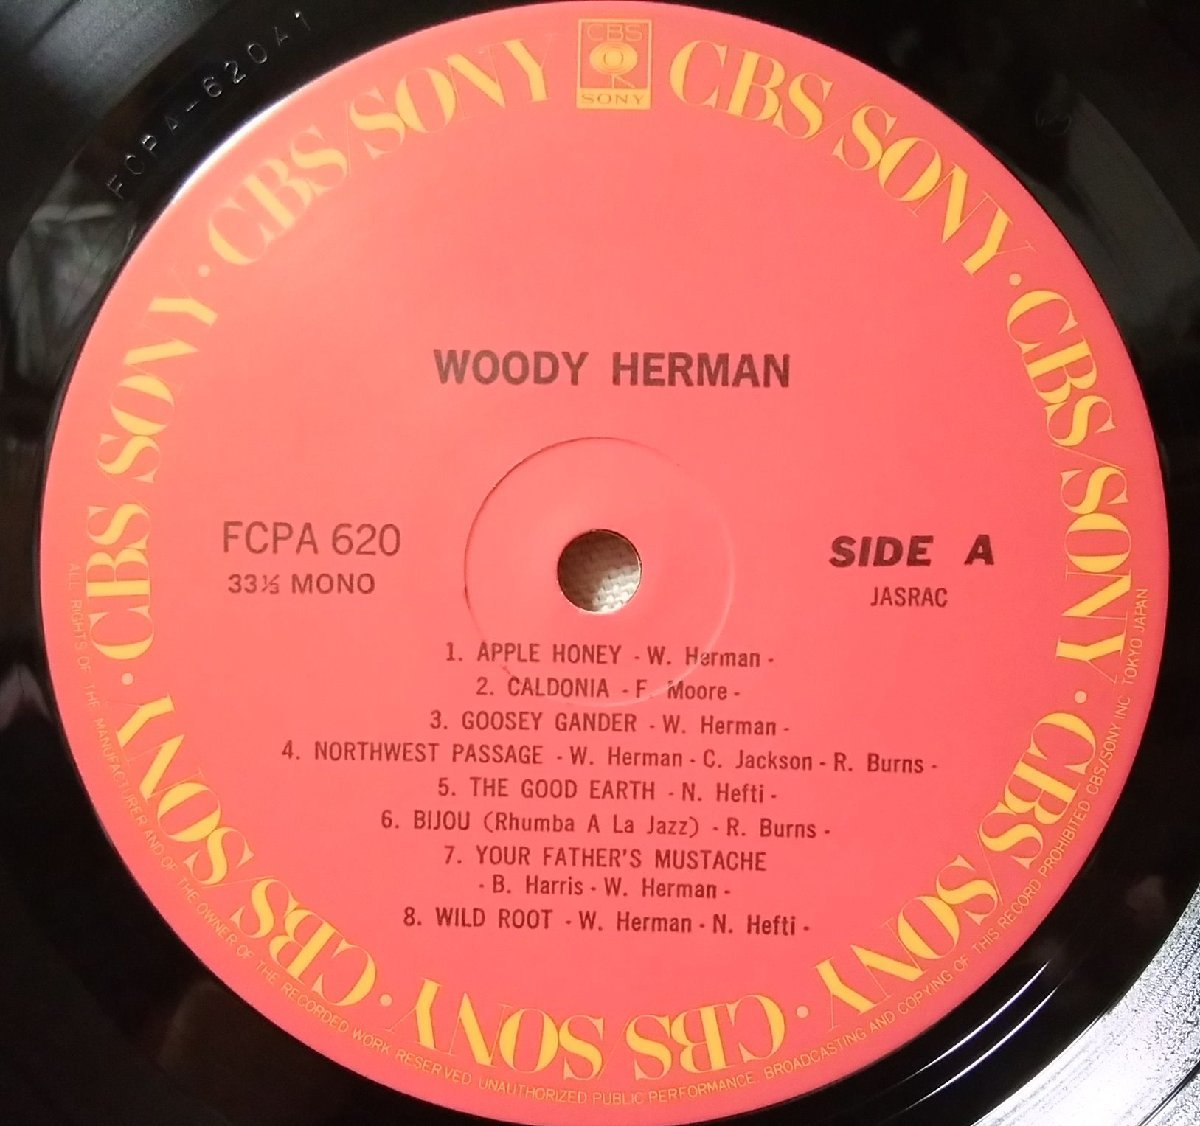 FCPA-620A1
CBS
SONY
CBS/SONY · CBS/SONY · CBS/SONY · CBS/SONY · CBS/SONY · CBS/SONY · CBS/SONY
WOODY HERMAN
FCPA 620
33⅓ MONO
SIDE A
JASRAC
1. APPLE HONEY - W. Herman -
2. CALDONIA - F. Moore -
3. GOOSEY GANDER - W. Herman -
4. NORTHWEST PASSAGE - W. Herman - C. Jackson - R. Burns -
5. THE GOOD EARTH - N. Hefti -
6. BIJOU (Rhumba A La Jazz) - R. Burns -
7. YOUR FATHER'S MUSTACHE
- B. Harris - W. Herman -
8. WILD ROOT - W. Herman - N. Hefti -
ALL RIGHTS OF THE MANUFACTURER AND OF THE OWNER OF THE RECORDED WORK RESERVED UNAUTHORIZED PUBLIC PERFORMANCE, BROADCASTING AND COPYING OF THIS RECORD PROHIBITED CBS/SONY INC. TOKYO JAPAN